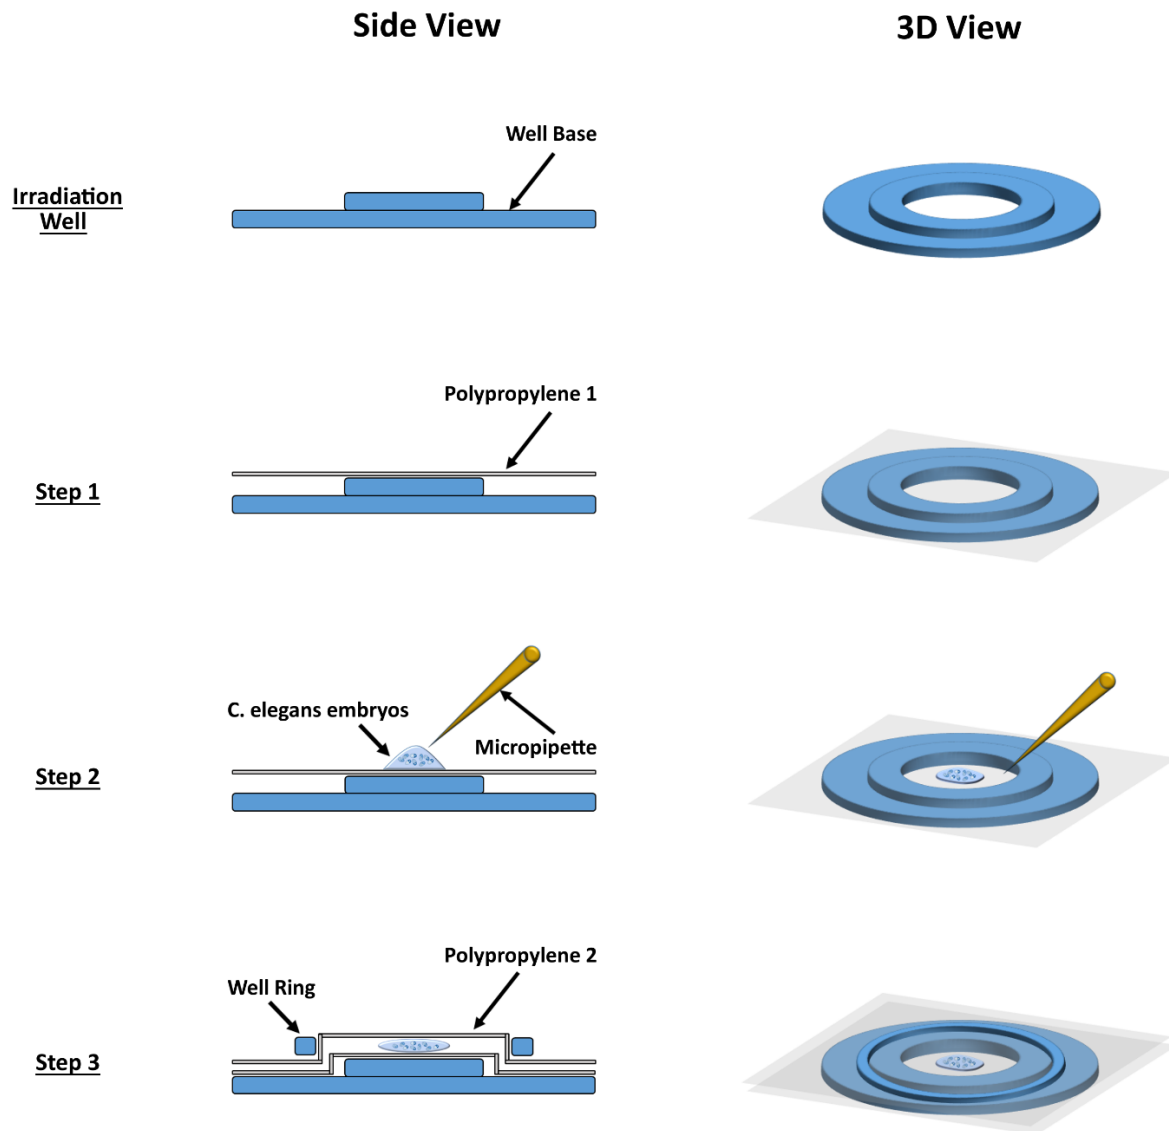 Side View
3D View
Well Base
Irradiation
Well
Polypropylene 1
Step 1
C. elegans embryos
Micropipette
Step 2
Polypropylene 2
Well Ring
Step 3